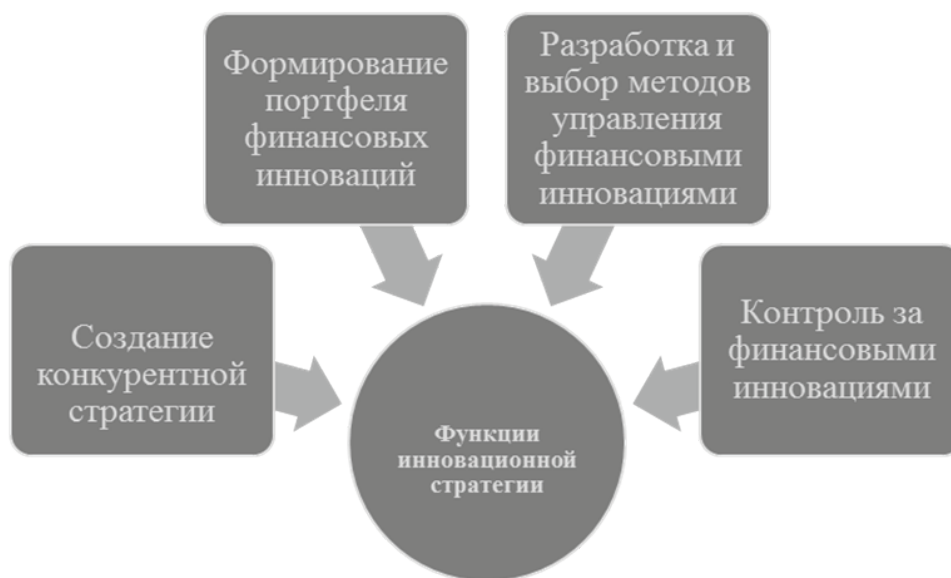 Формирование
портфеля
финансовых
инноваций
Разработка и
выбор методов
управления
финансовыми
инновациями
Создание
конкурентной
стратегии
Контроль за
финансовыми
инновациями
Функции
инновационной
стратегии